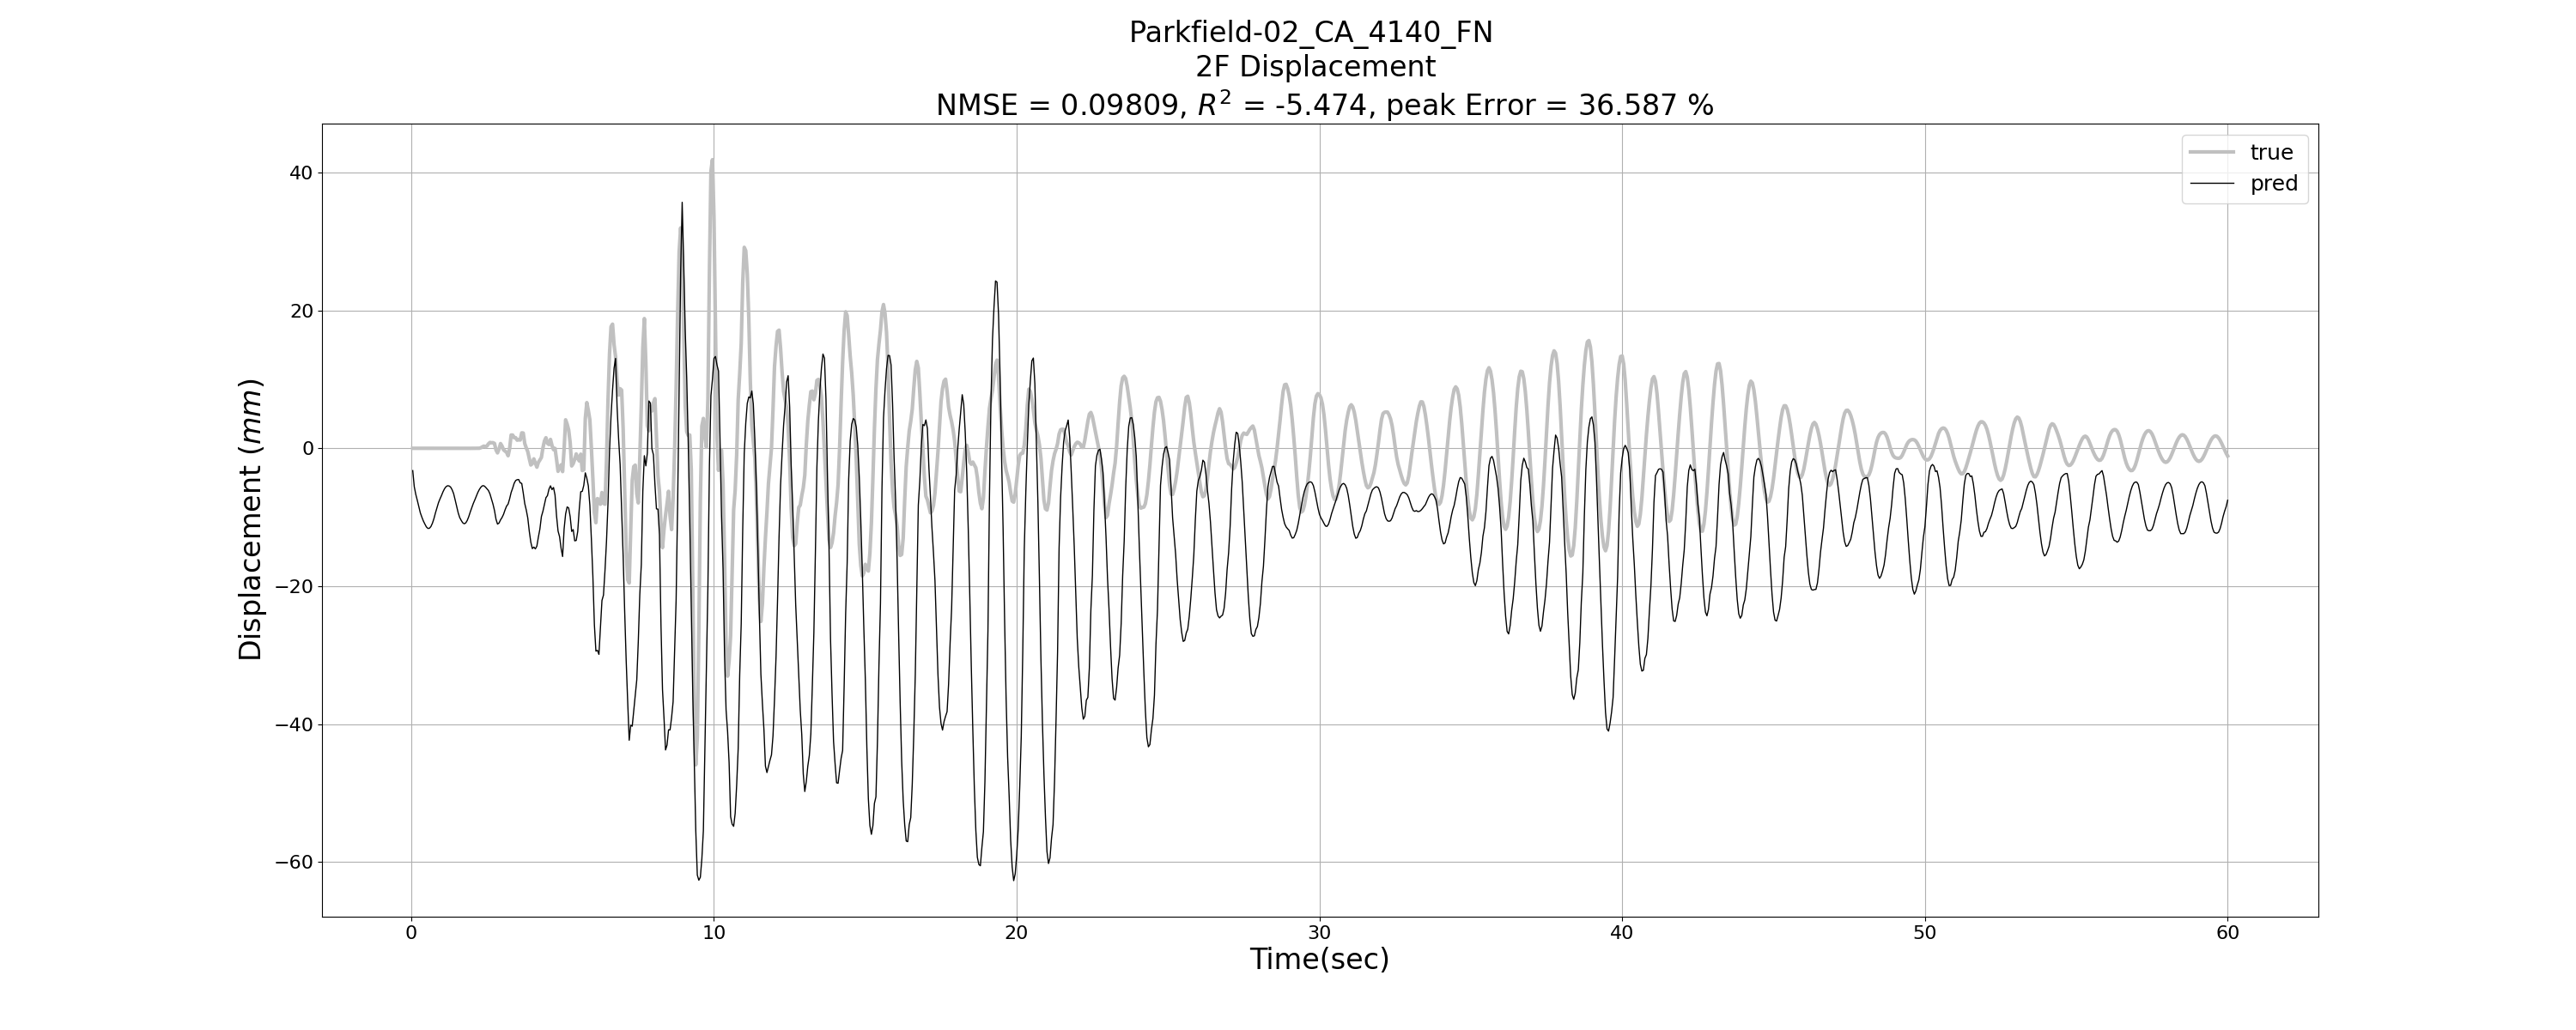 Parkfield-02_CA_4140_FN
2F Displacement
NMSE = 0.09809, R² = -5.474, peak Error = 36.587 %
true
pred
40
20
0
−20
−40
−60
Displacement (mm)
0 10 20 30 40 50 60
Time(sec)